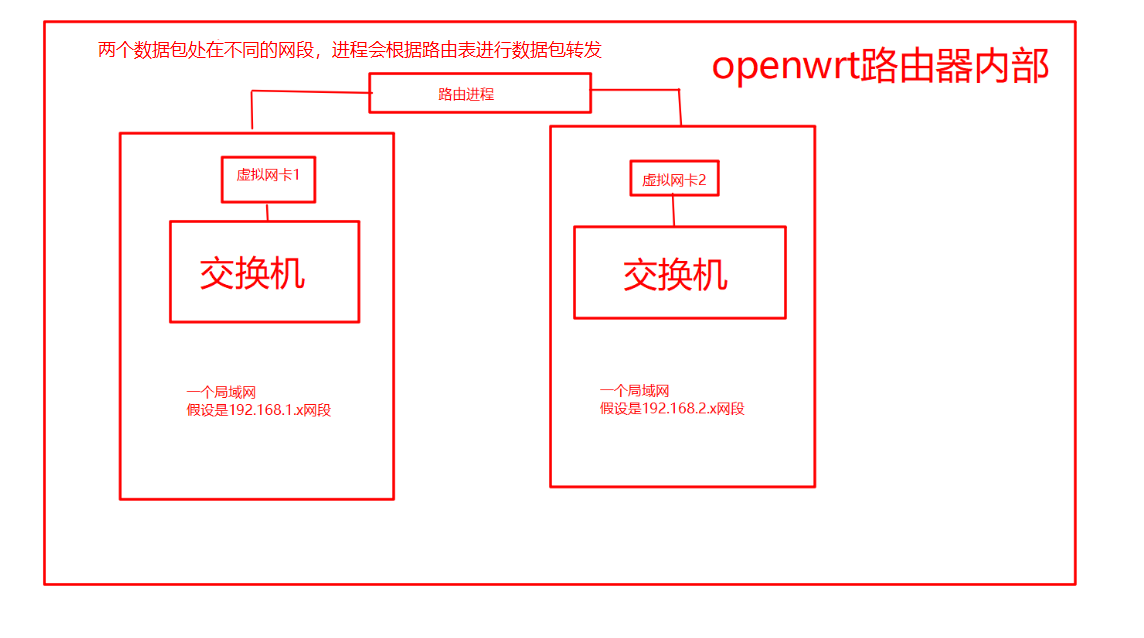 两个数据包处在不同的网段，进程会根据路由表进行数据包转发
openwrt路由器内部
路由进程
虚拟网卡1
虚拟网卡2
交换机
交换机
一个局域网
假设是192.168.1.x网段
一个局域网
假设是192.168.2.x网段